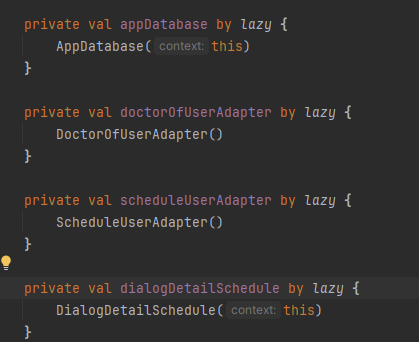 private val appDatabase by lazy {
    AppDatabase( context: this)
}
private val doctorOfUserAdapter by lazy {
    DoctorOfUserAdapter()
}
private val scheduleUserAdapter by lazy {
    ScheduleUserAdapter()
}
private val dialogDetailSchedule by lazy {
    DialogDetailSchedule( context: this)
}